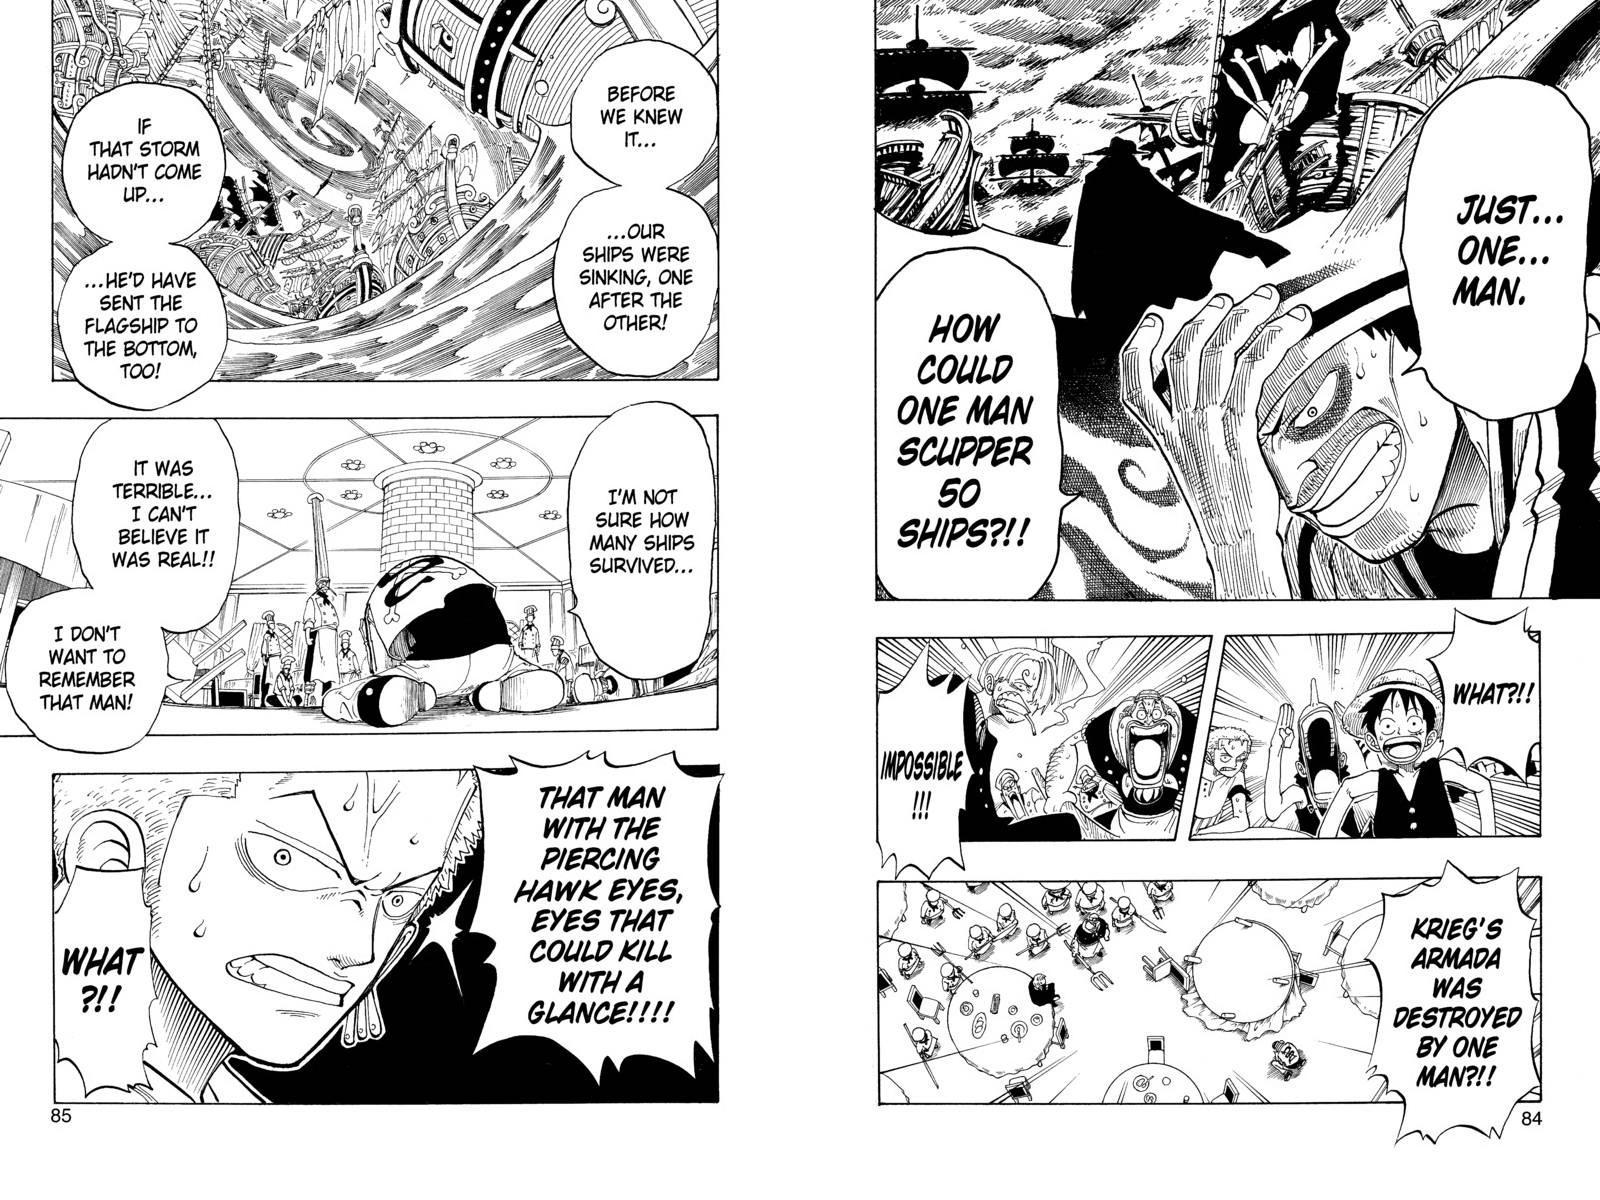 JUST...
ONE...
MAN.
HOW
COULD
ONE MAN
SCUPPER
50
SHIPS?!!
WHAT?!!
IMPOSSIBLE
!!!
KRIEG'S
ARMADA
WAS
DESTROYED
BY ONE
MAN?!!
84
BEFORE
WE KNEW
IT...
...OUR
SHIPS WERE
SINKING, ONE
AFTER THE
OTHER!
IF
THAT STORM
HADN'T COME
UP...
...HE'D HAVE
SENT THE
FLAGSHIP TO
THE BOTTOM,
TOO!
I'M NOT
SURE HOW
MANY SHIPS
SURVIVED...
IT WAS
TERRIBLE...
I CAN'T
BELIEVE IT
WAS REAL!!
I DON'T
WANT TO
REMEMBER
THAT MAN!
THAT MAN
WITH THE
PIERCING
HAWK EYES,
EYES THAT
COULD KILL
WITH A
GLANCE!!!!
WHAT
?!!
85